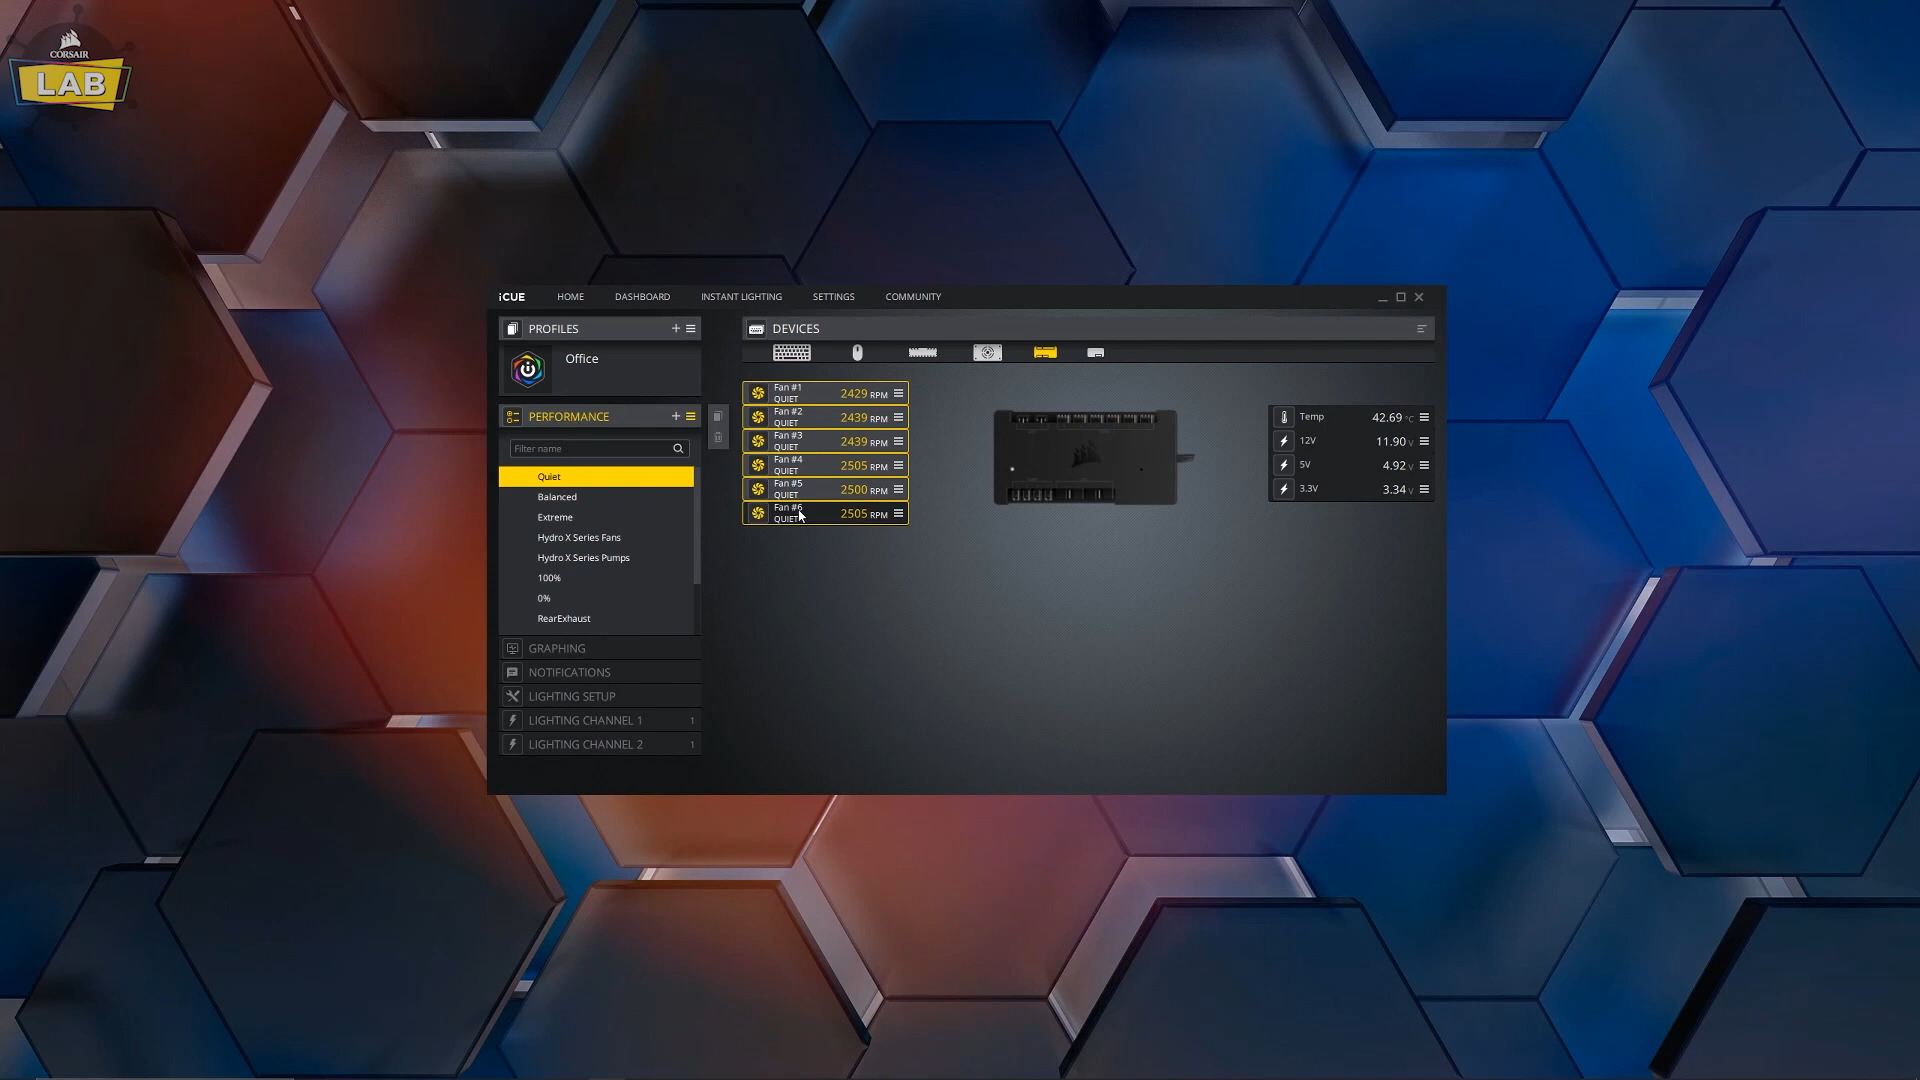 CORSAIR
LAB
iCUE HOME DASHBOARD INSTANT LIGHTING SETTINGS COMMUNITY
PROFILES
Office
PERFORMANCE
Filter name
Quiet
Balanced
Extreme
Hydro X Series Fans
Hydro X Series Pumps
100%
0%
RearExhaust
GRAPHING
NOTIFICATIONS
LIGHTING SETUP
LIGHTING CHANNEL 1 1
LIGHTING CHANNEL 2 1
DEVICES
Fan #1
QUIET 2429 RPM
Fan #2
QUIET 2439 RPM
Fan #3
QUIET 2439 RPM
Fan #4
QUIET 2505 RPM
Fan #5
QUIET 2500 RPM
Fan #6
QUIET 2505 RPM
Temp 42.69 °C
12V 11.90 V
5V 4.92 V
3.3V 3.34 V